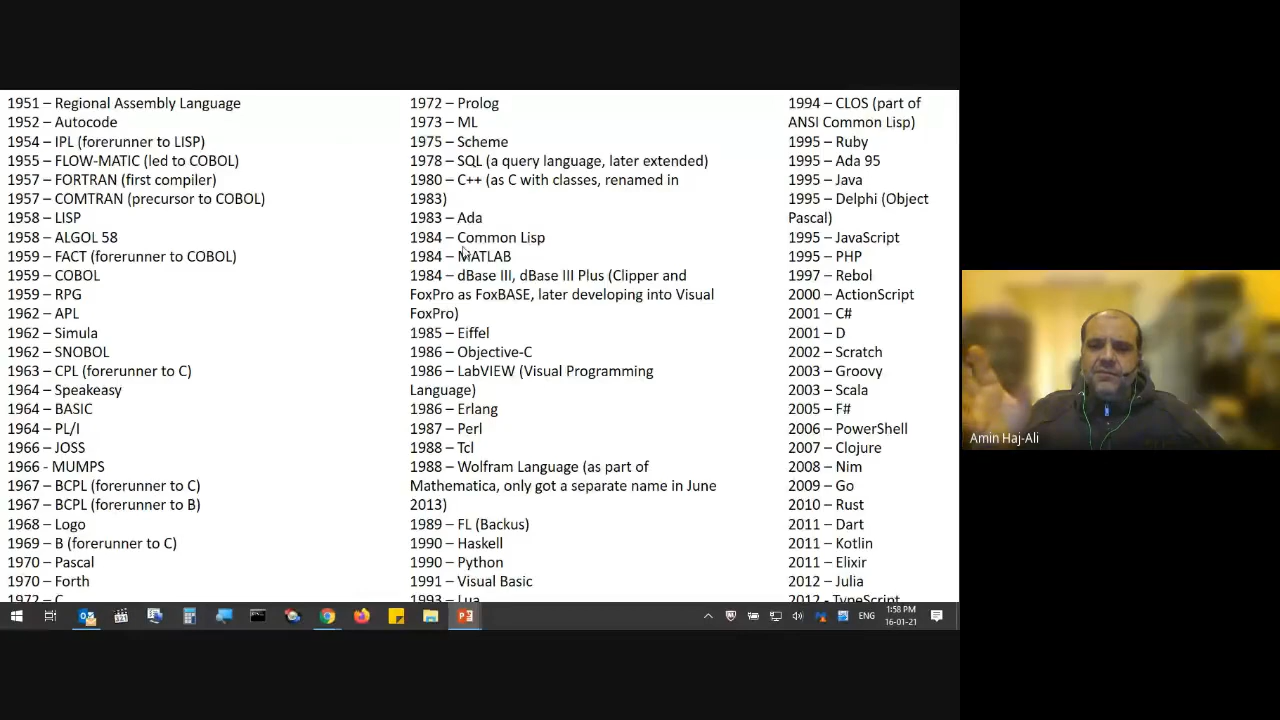 1951 – Regional Assembly Language
1952 – Autocode
1954 – IPL (forerunner to LISP)
1955 – FLOW-MATIC (led to COBOL)
1957 – FORTRAN (first compiler)
1957 – COMTRAN (precursor to COBOL)
1958 – LISP
1958 – ALGOL 58
1959 – FACT (forerunner to COBOL)
1959 – COBOL
1959 – RPG
1962 – APL
1962 – Simula
1962 – SNOBOL
1963 – CPL (forerunner to C)
1964 – Speakeasy
1964 – BASIC
1964 – PL/I
1966 – JOSS
1966 - MUMPS
1967 – BCPL (forerunner to C)
1967 – BCPL (forerunner to B)
1968 – Logo
1969 – B (forerunner to C)
1970 – Pascal
1970 – Forth
1972 – C
1972 – Prolog
1973 – ML
1975 – Scheme
1978 – SQL (a query language, later extended)
1980 – C++ (as C with classes, renamed in
1983)
1983 – Ada
1984 – Common Lisp
1984 – MATLAB
1984 – dBase III, dBase III Plus (Clipper and
FoxPro as FoxBASE, later developing into Visual
FoxPro)
1985 – Eiffel
1986 – Objective-C
1986 – LabVIEW (Visual Programming
Language)
1986 – Erlang
1987 – Perl
1988 – Tcl
1988 – Wolfram Language (as part of
Mathematica, only got a separate name in June
2013)
1989 – FL (Backus)
1990 – Haskell
1990 – Python
1991 – Visual Basic
1993 – Lua
1994 – CLOS (part of
ANSI Common Lisp)
1995 – Ruby
1995 – Ada 95
1995 – Java
1995 – Delphi (Object
Pascal)
1995 – JavaScript
1995 – PHP
1997 – Rebol
2000 – ActionScript
2001 – C#
2001 – D
2002 – Scratch
2003 – Groovy
2003 – Scala
2005 – F#
2006 – PowerShell
2007 – Clojure
2008 – Nim
2009 – Go
2010 – Rust
2011 – Dart
2011 – Kotlin
2011 – Elixir
2012 – Julia
2012 - TypeScript
Amin Haj-Ali
ENG
1:58 PM
16-01-21